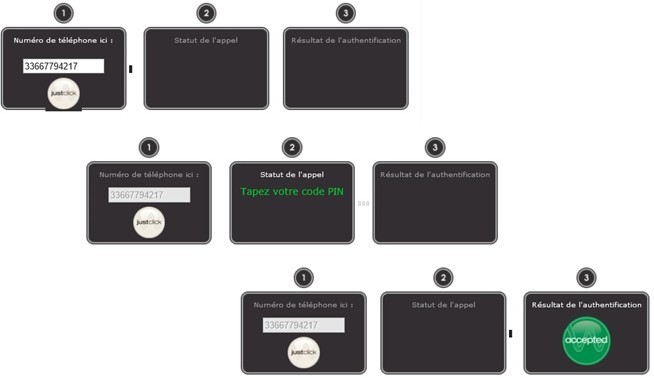 1 2 3
Numéro de téléphone ici : Statut de l'appel Résultat de l'authentification
33667794217
justclick
1 2 3
Numéro de téléphone ici : Statut de l'appel Résultat de l'authentification
33667794217 Tapez votre code PIN
justclick
1 2 3
Numéro de téléphone ici : Statut de l'appel Résultat de l'authentification
33667794217
justclick accepted